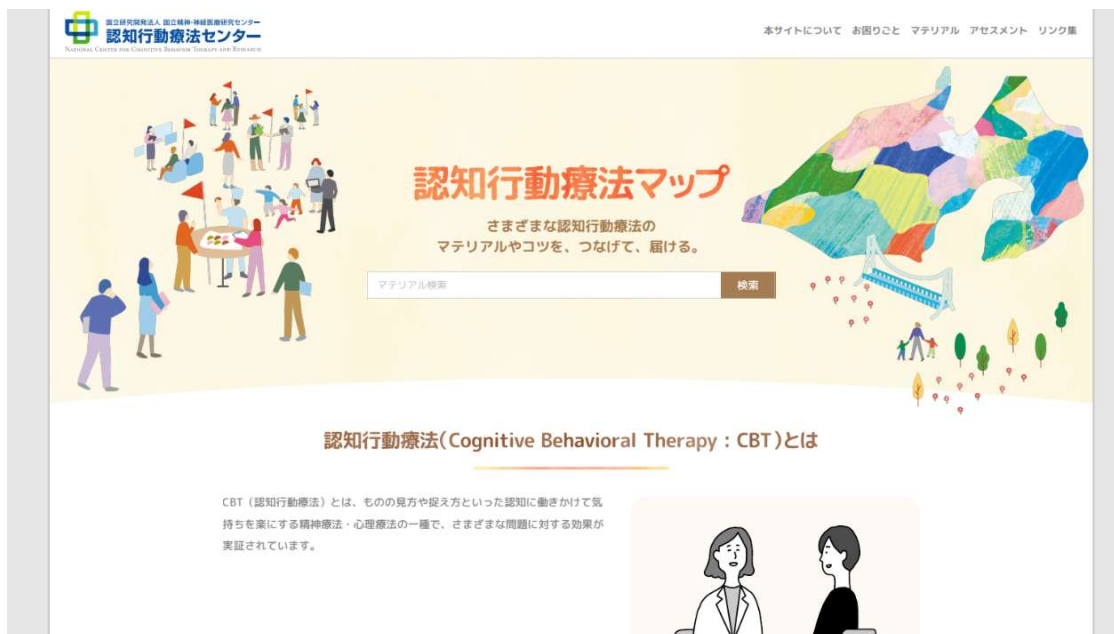 国立研究開発法人 国立精神・神経医療研究センター
認知行動療法センター
NATIONAL CENTER FOR COGNITIVE BEHAVIOR THERAPY AND RESEARCH
本サイトについて お困りごと マテリアル アセスメント リンク集
認知行動療法マップ
さまざまな認知行動療法の
マテリアルやコツを、つなげて、届ける。
マテリアル検索 検索
認知行動療法(Cognitive Behavioral Therapy : CBT)とは
CBT（認知行動療法）とは、ものの見方や捉え方といった認知に働きかけて気
持ちを楽にする精神療法・心理療法の一種で、さまざまな問題に対する効果が
実証されています。